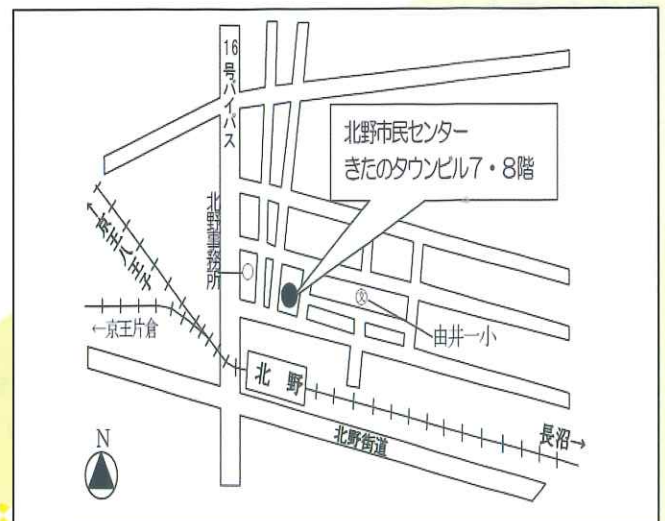 16号バイパス
北野市民センター
きたのタウンビル7・8階
北野事務所
←京王八王子
←京王片倉
文
由井一小
北野
長沼→
北野街道
N